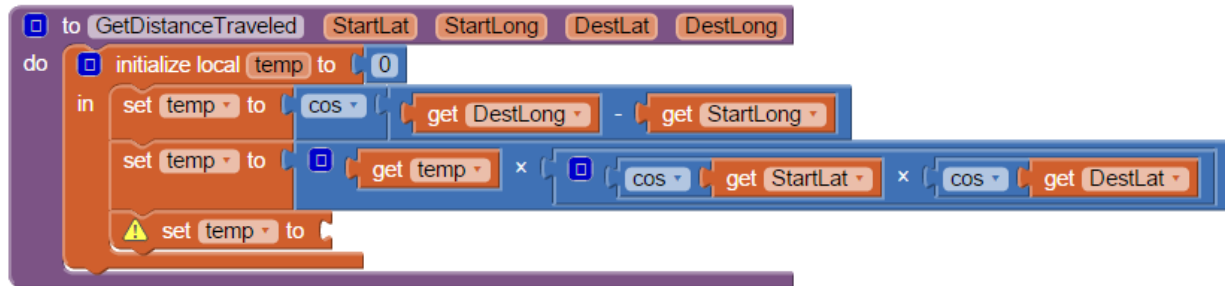 to GetDistanceTraveled StartLat StartLong DestLat DestLong
do initialize local temp to 0
in set temp to cos get DestLong - get StartLong
set temp to get temp × cos get StartLat × cos get DestLat
set temp to